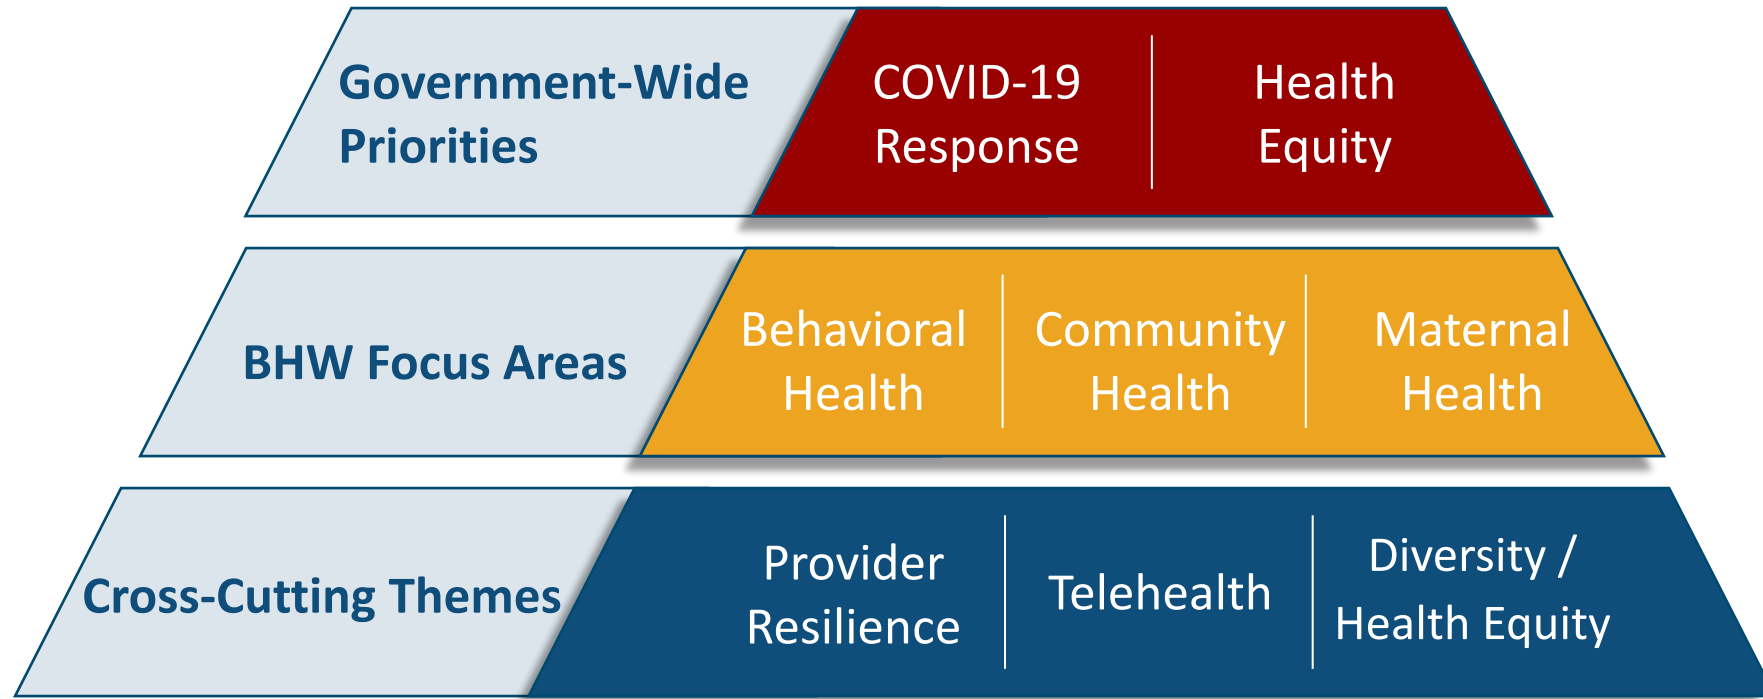 Government-Wide
Priorities
COVID-19
Response
Health
Equity
BHW Focus Areas
Behavioral
Health
Community
Health
Maternal
Health
Cross-Cutting Themes
Provider
Resilience
Telehealth
Diversity /
Health Equity